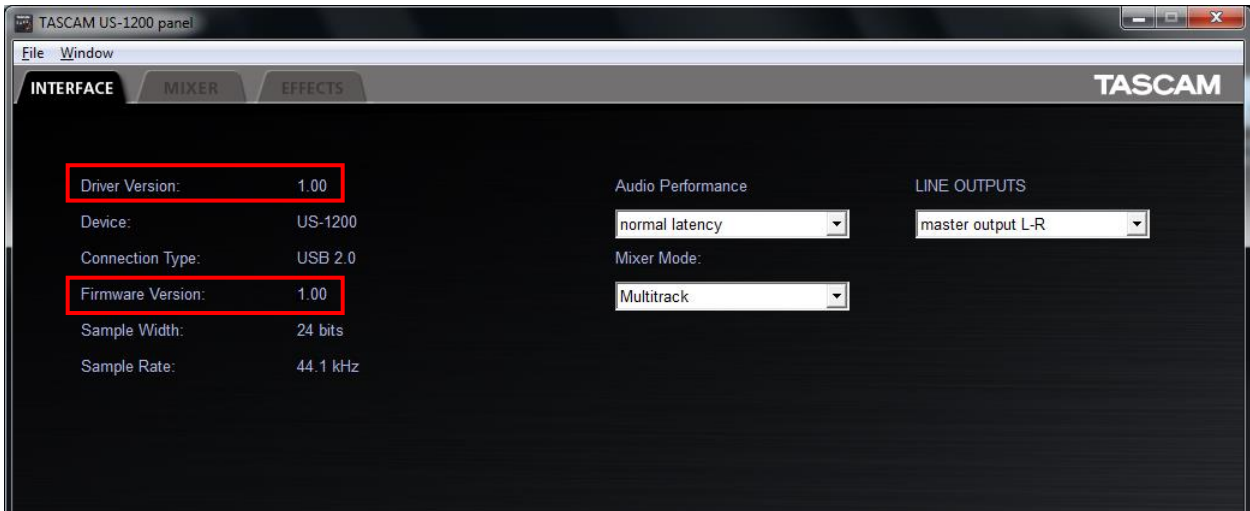 TASCAM US-1200 panel
File Window
INTERFACE MIXER EFFECTS TASCAM
Driver Version: 1.00 Audio Performance LINE OUTPUTS
Device: US-1200 normal latency master output L-R
Connection Type: USB 2.0 Mixer Mode:
Firmware Version: 1.00 Multitrack
Sample Width: 24 bits
Sample Rate: 44.1 kHz